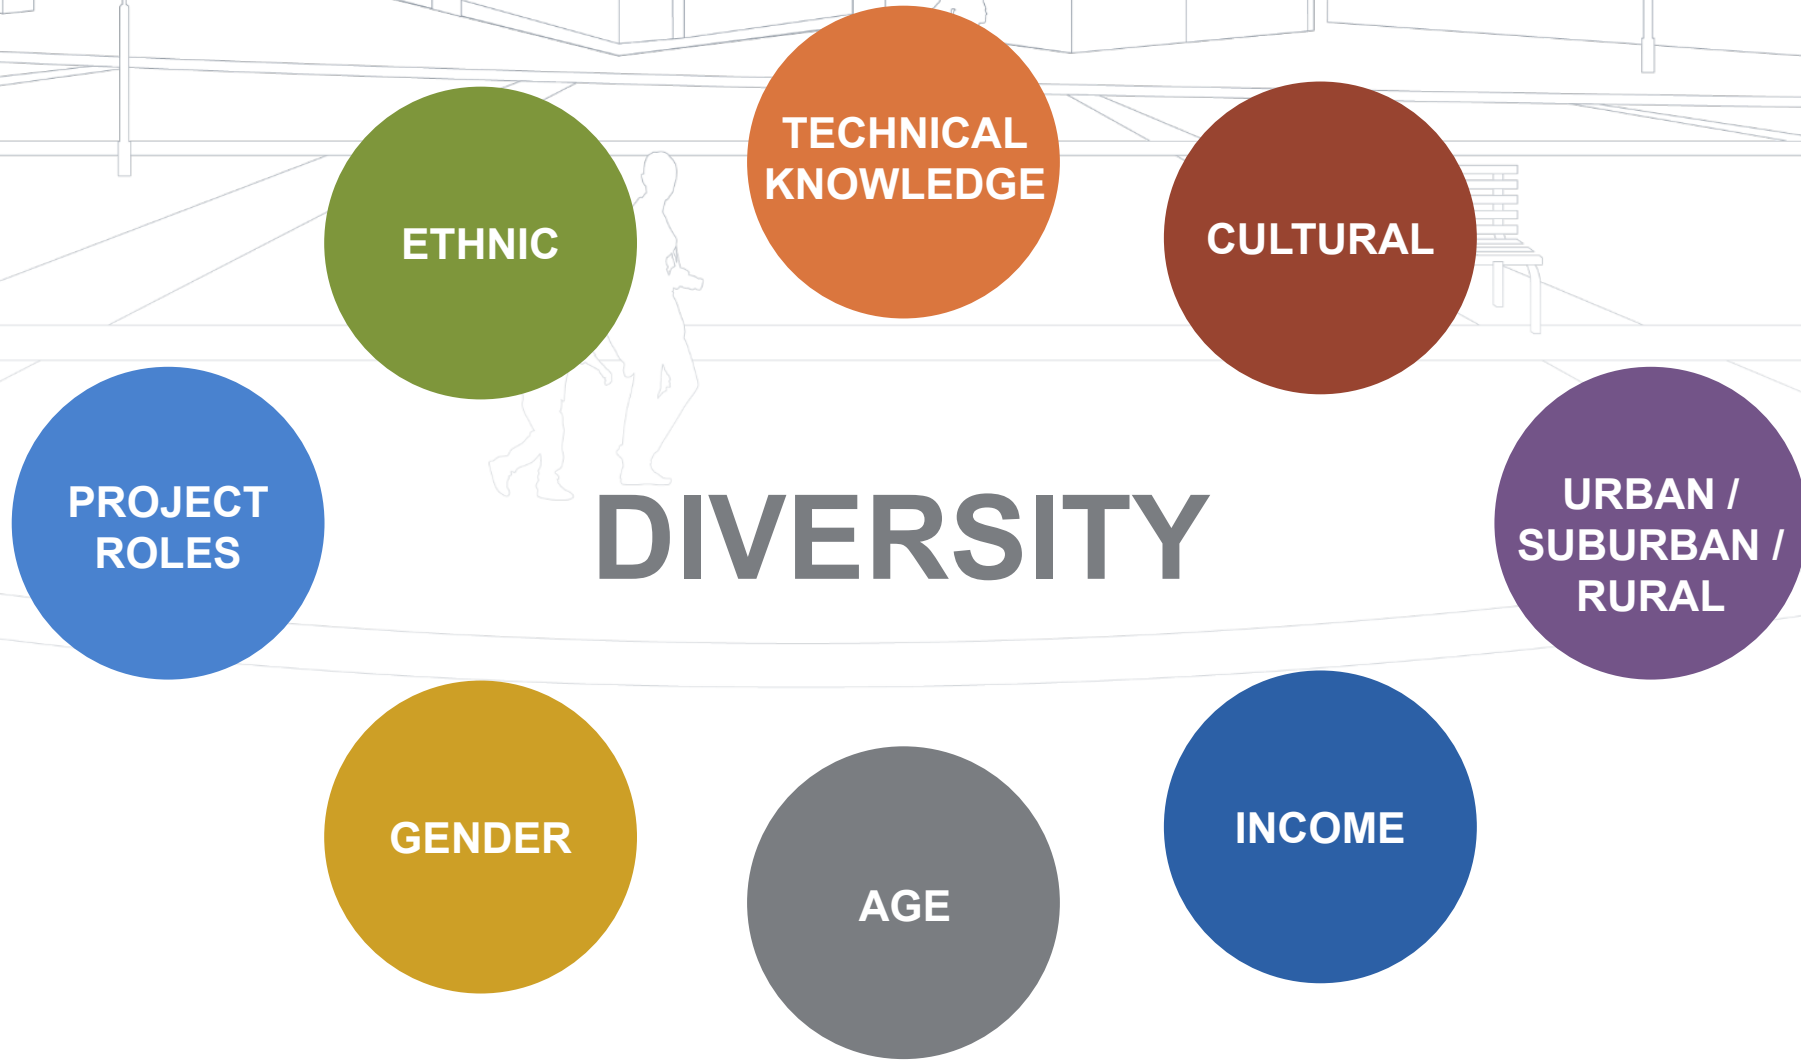 TECHNICAL
KNOWLEDGE
ETHNIC
CULTURAL
PROJECT
ROLES
DIVERSITY
URBAN /
SUBURBAN /
RURAL
GENDER
AGE
INCOME